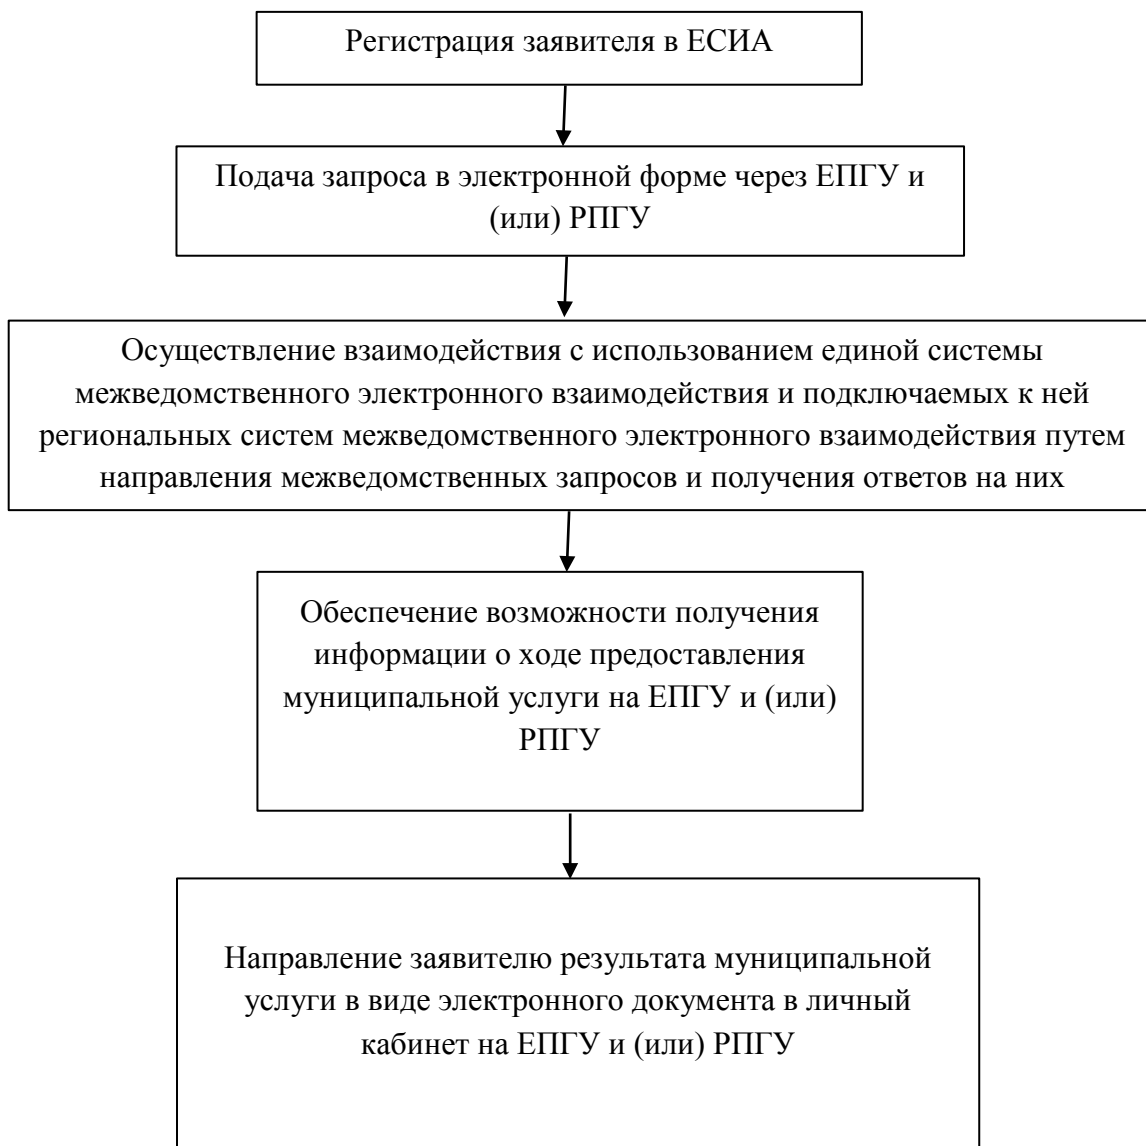 Регистрация заявителя в ЕСИА
Подача запроса в электронной форме через ЕПГУ и
(или) РПГУ
Осуществление взаимодействия с использованием единой системы
межведомственного электронного взаимодействия и подключаемых к ней
региональных систем межведомственного электронного взаимодействия путем
направления межведомственных запросов и получения ответов на них
Обеспечение возможности получения
информации о ходе предоставления
муниципальной услуги на ЕПГУ и (или)
РПГУ
Направление заявителю результата муниципальной
услуги в виде электронного документа в личный
кабинет на ЕПГУ и (или) РПГУ